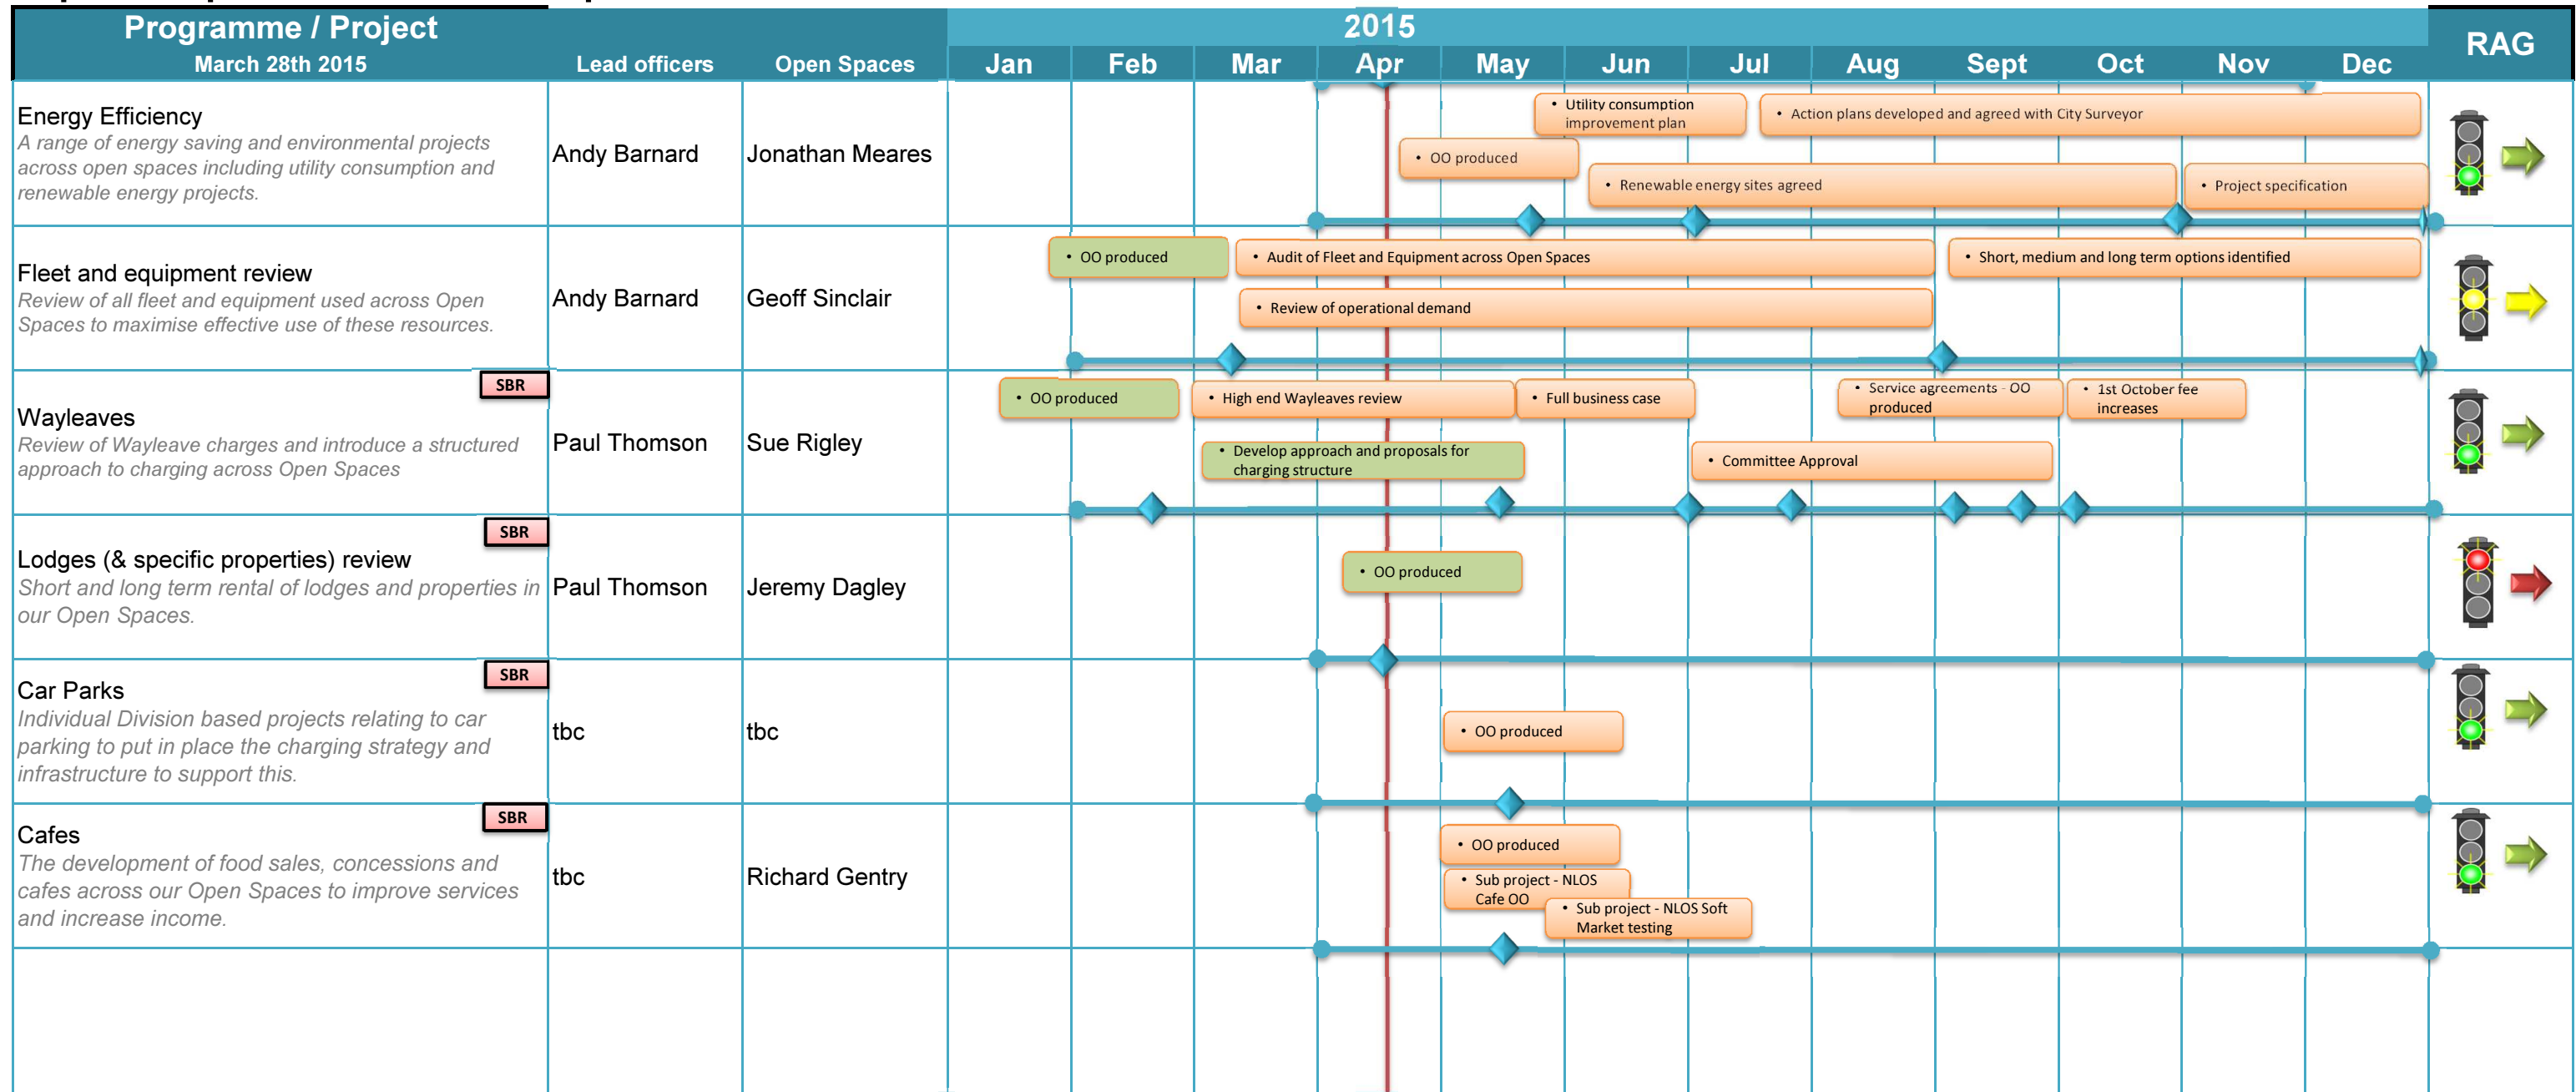 2015
Programme / Project
RAG
March 28th 2015
Lead officers
Open Spaces
Jan
Feb
Mar
Apr
May
Jun
Jul
Aug
Sept
Oct
Nov
Dec
Energy Efficiency
A range of energy saving and environmental projects
across open spaces including utility consumption and
renewable energy projects.
Andy Barnard
Jonathan Meares
• Utility consumption
improvement plan
• Action plans developed and agreed with City Surveyor
• OO produced
• Renewable energy sites agreed
• Project specification
Fleet and equipment review
Review of all fleet and equipment used across Open
Spaces to maximise effective use of these resources.
Andy Barnard
Geoff Sinclair
• OO produced
• Audit of Fleet and Equipment across Open Spaces
• Short, medium and long term options identified
• Review of operational demand
SBR
Wayleaves
Review of Wayleave charges and introduce a structured
approach to charging across Open Spaces
Paul Thomson
Sue Rigley
• OO produced
• High end Wayleaves review
• Full business case
• Service agreements - OO
produced
• 1st October fee
increases
• Develop approach and proposals for
charging structure
• Committee Approval
SBR
Lodges (& specific properties) review
Short and long term rental of lodges and properties in
our Open Spaces.
Paul Thomson
Jeremy Dagley
• OO produced
SBR
Car Parks
Individual Division based projects relating to car
parking to put in place the charging strategy and
infrastructure to support this.
tbc
tbc
• OO produced
SBR
Cafes
The development of food sales, concessions and
cafes across our Open Spaces to improve services
and increase income.
tbc
Richard Gentry
• OO produced
• Sub project - NLOS
Cafe OO
• Sub project - NLOS Soft
Market testing